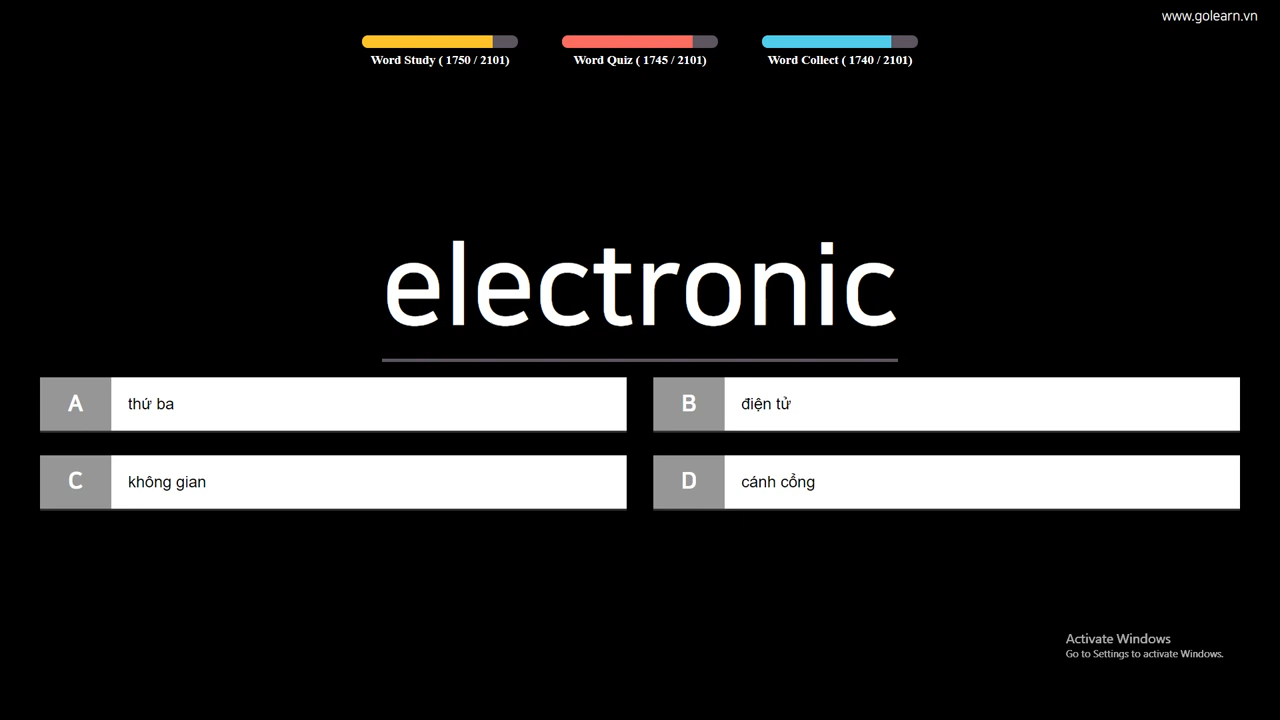 www.golearn.vn
Word Study ( 1750 / 2101)
Word Quiz ( 1745 / 2101)
Word Collect ( 1740 / 2101)
electronic
A thứ ba
B điện tử
C không gian
D cánh cổng
Activate Windows
Go to Settings to activate Windows.